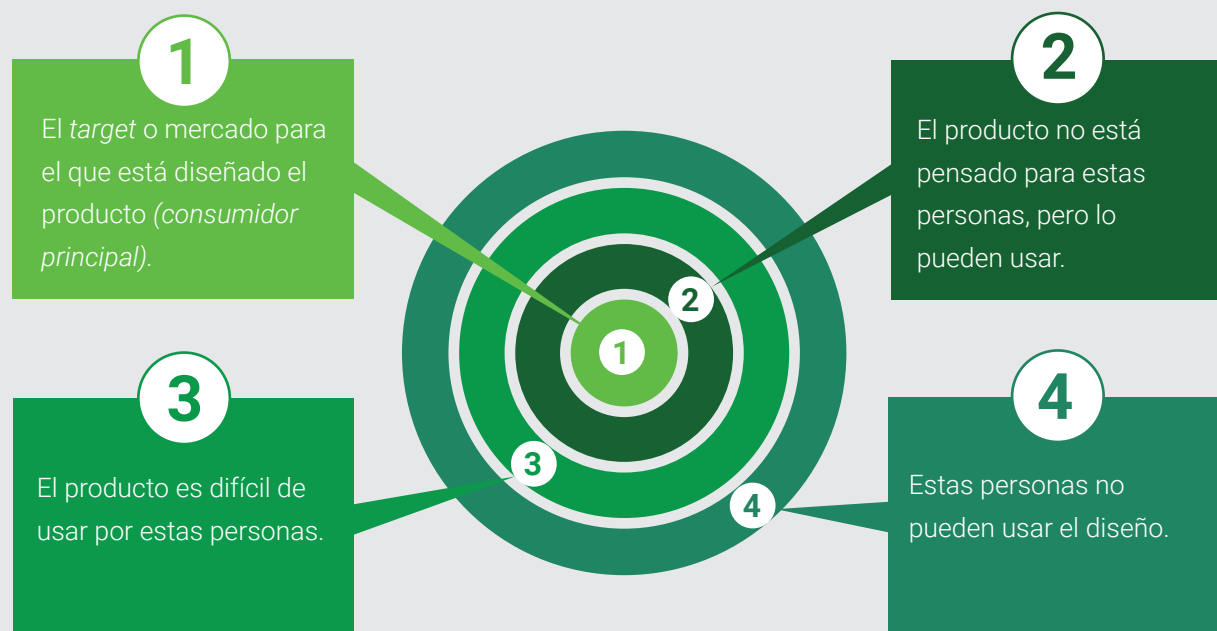 1
El target o mercado para
el que está diseñado el
producto (consumidor
principal).
2
El producto no está
pensado para estas
personas, pero lo
pueden usar.
2
1
3
4
3
El producto es difícil de
usar por estas personas.
4
Estas personas no
pueden usar el diseño.